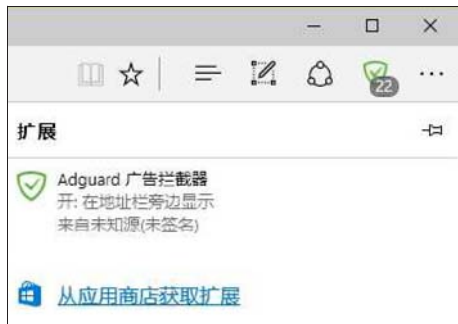 22
扩展
Adguard 广告拦截器
开: 在地址栏旁边显示
来自未知源(未签名)
从应用商店获取扩展